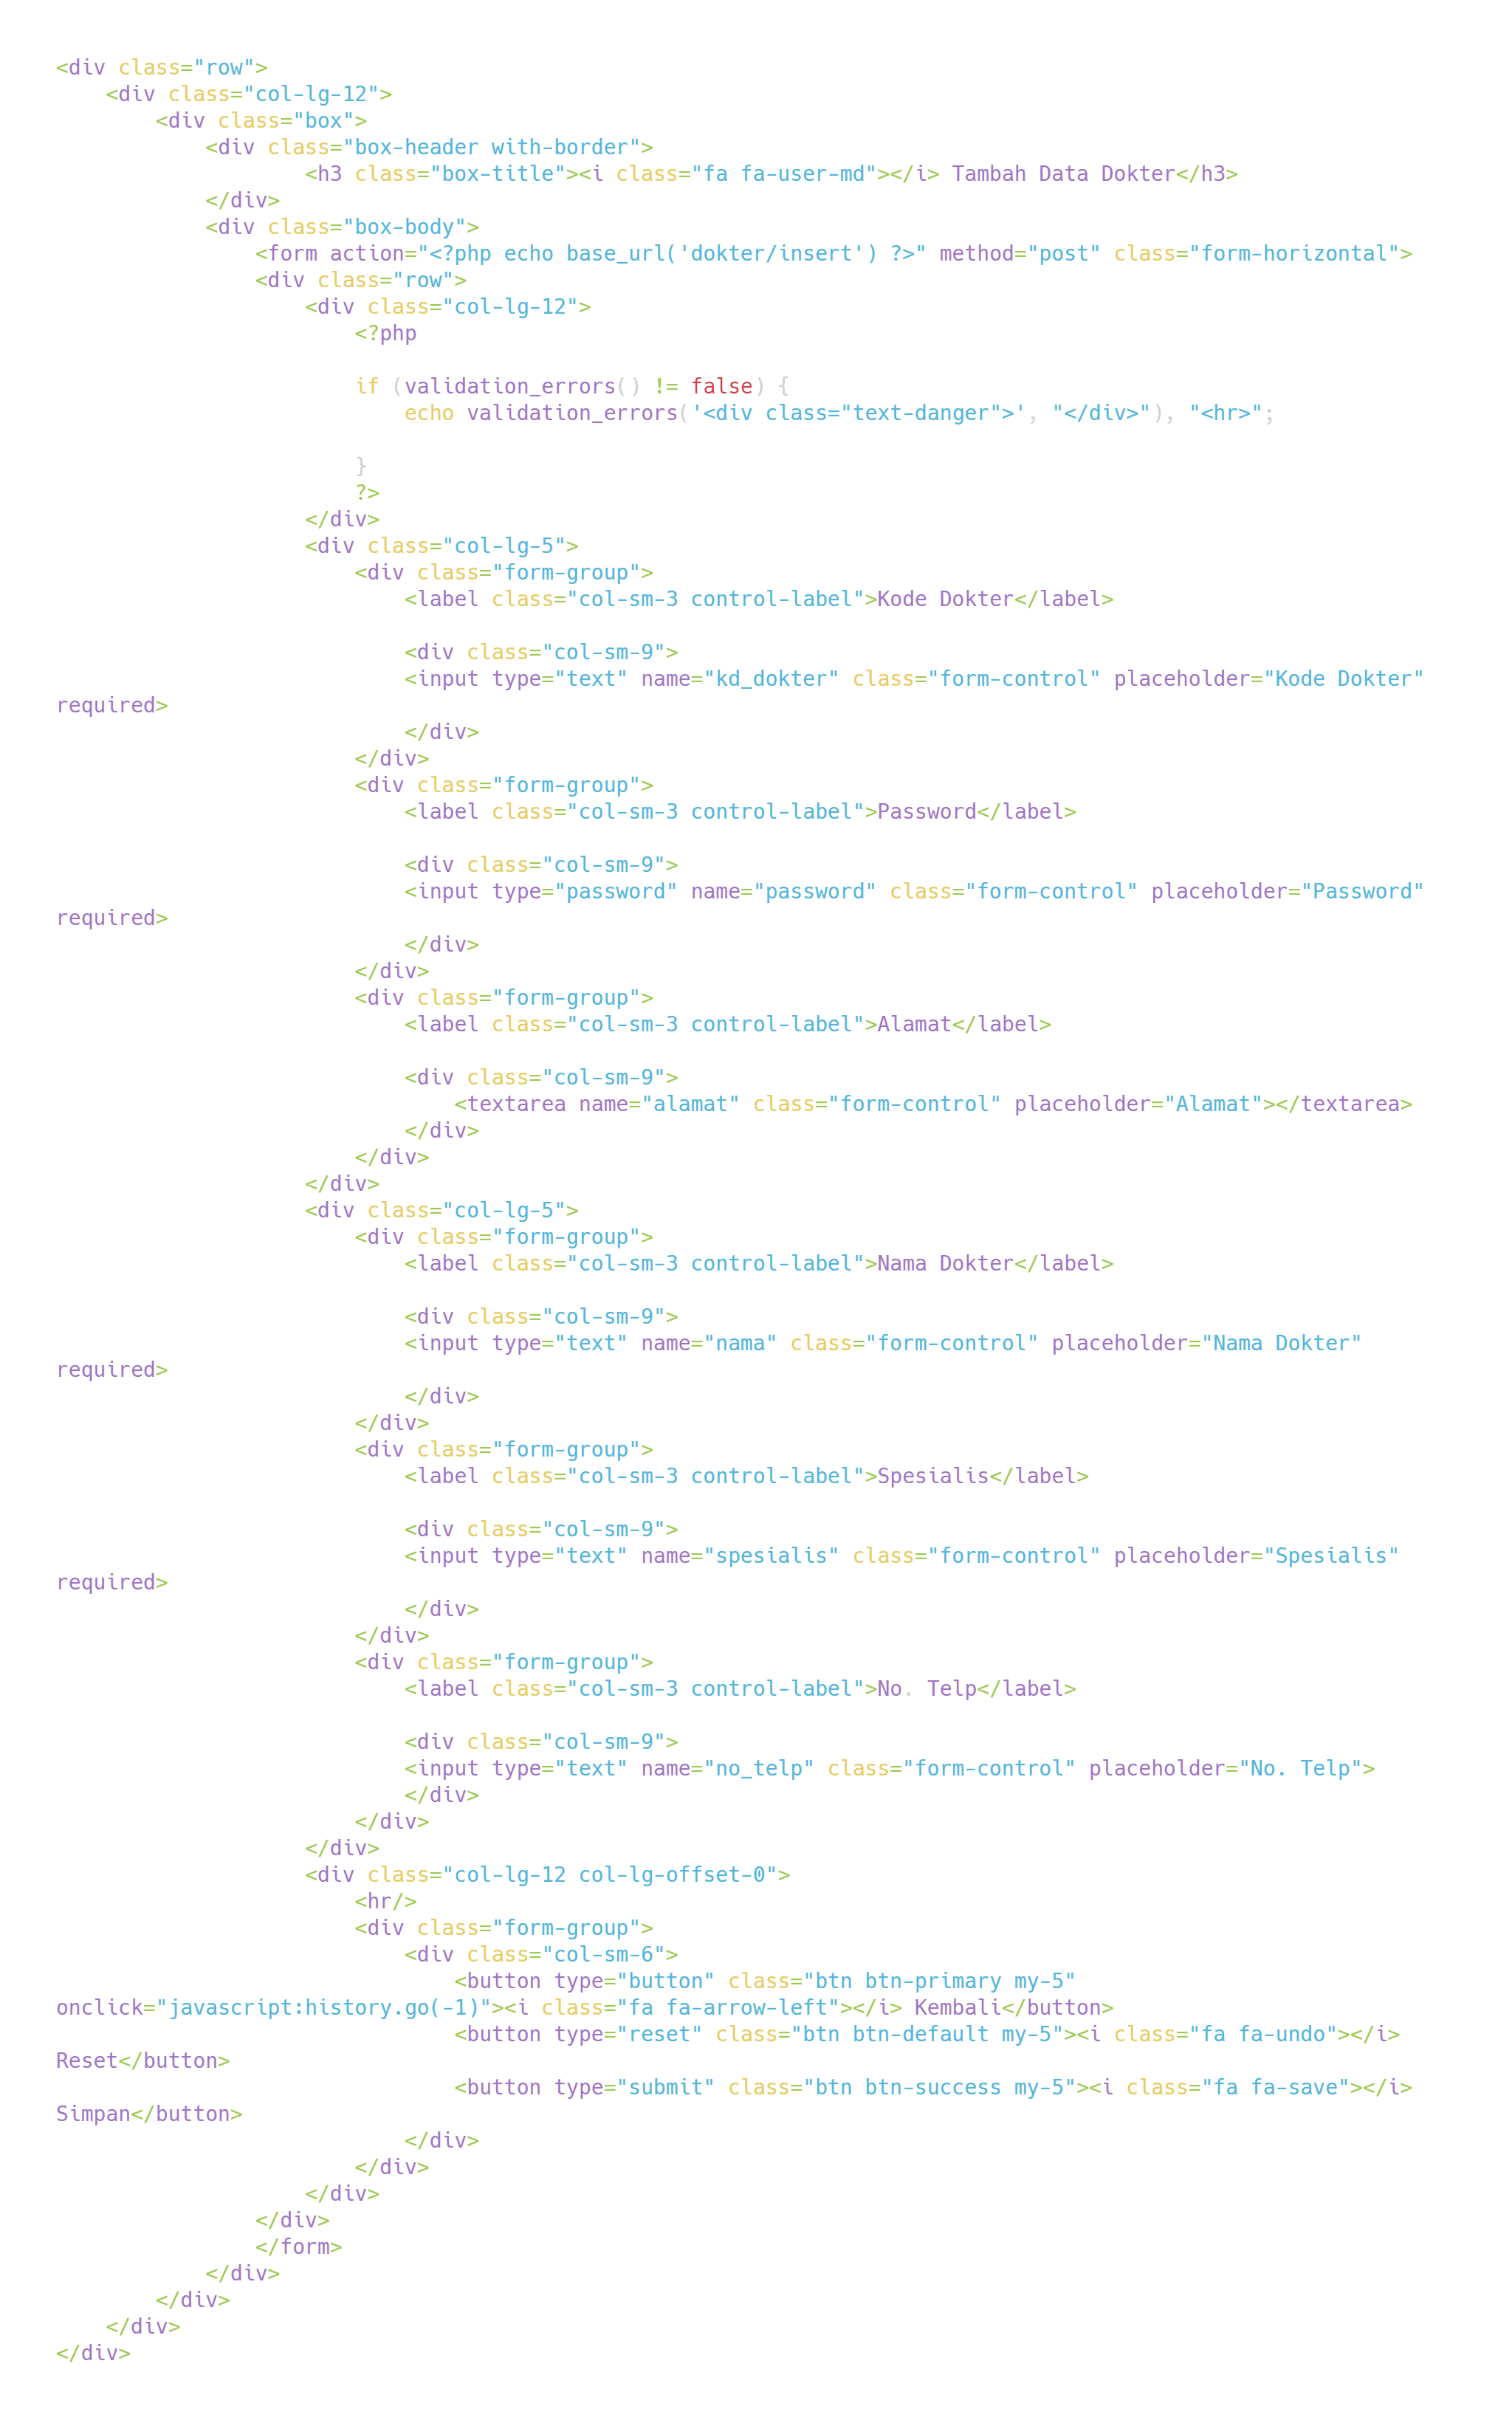 <div class="row">
    <div class="col-lg-12">
        <div class="box">
            <div class="box-header with-border">
                    <h3 class="box-title"><i class="fa fa-user-md"></i> Tambah Data Dokter</h3>
            </div>
            <div class="box-body">
                <form action="<?php echo base_url('dokter/insert') ?>" method="post" class="form-horizontal">
                <div class="row">
                    <div class="col-lg-12">
                        <?php

                        if (validation_errors() != false) {
                            echo validation_errors('<div class="text-danger">', "</div>"), "<hr>";

                        }
                        ?>
                    </div>
                    <div class="col-lg-5">
                        <div class="form-group">
                            <label class="col-sm-3 control-label">Kode Dokter</label>

                            <div class="col-sm-9">
                            <input type="text" name="kd_dokter" class="form-control" placeholder="Kode Dokter"
required>
                            </div>
                        </div>
                        <div class="form-group">
                            <label class="col-sm-3 control-label">Password</label>

                            <div class="col-sm-9">
                            <input type="password" name="password" class="form-control" placeholder="Password"
required>
                            </div>
                        </div>
                        <div class="form-group">
                            <label class="col-sm-3 control-label">Alamat</label>

                            <div class="col-sm-9">
                                <textarea name="alamat" class="form-control" placeholder="Alamat"></textarea>
                            </div>
                        </div>
                    </div>
                    <div class="col-lg-5">
                        <div class="form-group">
                            <label class="col-sm-3 control-label">Nama Dokter</label>

                            <div class="col-sm-9">
                            <input type="text" name="nama" class="form-control" placeholder="Nama Dokter"
required>
                            </div>
                        </div>
                        <div class="form-group">
                            <label class="col-sm-3 control-label">Spesialis</label>

                            <div class="col-sm-9">
                            <input type="text" name="spesialis" class="form-control" placeholder="Spesialis"
required>
                            </div>
                        </div>
                        <div class="form-group">
                            <label class="col-sm-3 control-label">No. Telp</label>

                            <div class="col-sm-9">
                            <input type="text" name="no_telp" class="form-control" placeholder="No. Telp">
                            </div>
                        </div>
                    </div>
                    <div class="col-lg-12 col-lg-offset-0">
                        <hr/>
                        <div class="form-group">
                            <div class="col-sm-6">
                                <button type="button" class="btn btn-primary my-5"
onclick="javascript:history.go(-1)"><i class="fa fa-arrow-left"></i> Kembali</button>
                                <button type="reset" class="btn btn-default my-5"><i class="fa fa-undo"></i>
Reset</button>
                                <button type="submit" class="btn btn-success my-5"><i class="fa fa-save"></i>
Simpan</button>
                            </div>
                        </div>
                    </div>
                </div>
                </form>
            </div>
        </div>
    </div>
</div>